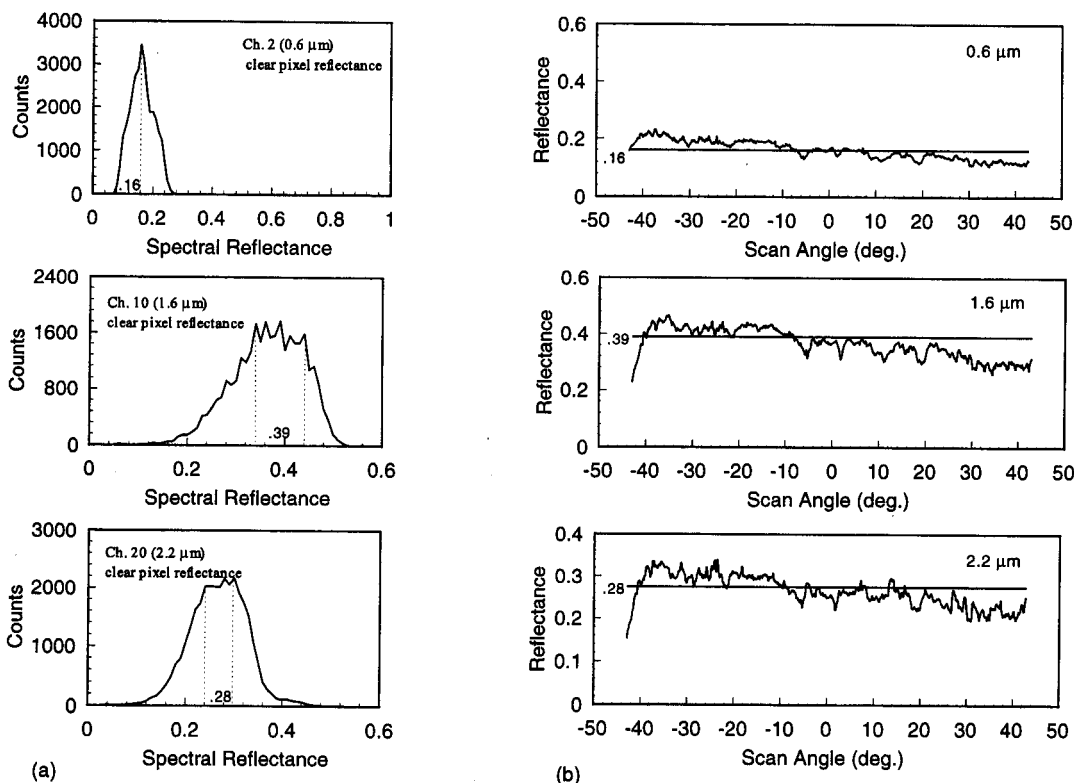 4000
3000
2000
1000
0
Counts
Ch. 2 (0.6 μm)
clear pixel reflectance
.16
0 0.2 0.4 0.6 0.8 1
Spectral Reflectance
2400
1600
800
0
Counts
Ch. 10 (1.6 μm)
clear pixel reflectance
.39
0 0.2 0.4 0.6
Spectral Reflectance
3000
2000
1000
0
Counts
Ch. 20 (2.2 μm)
clear pixel reflectance
.28
0 0.2 0.4 0.6
Spectral Reflectance
(a)
0.6
0.4
0.2
0
Reflectance
0.6 μm
.16
-50 -40 -30 -20 -10 0 10 20 30 40 50
Scan Angle (deg.)
0.6
0.4
0.2
0
Reflectance
1.6 μm
.39
-50 -40 -30 -20 -10 0 10 20 30 40 50
Scan Angle (deg.)
0.4
0.3
0.2
0.1
0
Reflectance
2.2 μm
.28
-50 -40 -30 -20 -10 0 10 20 30 40 50
Scan Angle (deg.)
(b)